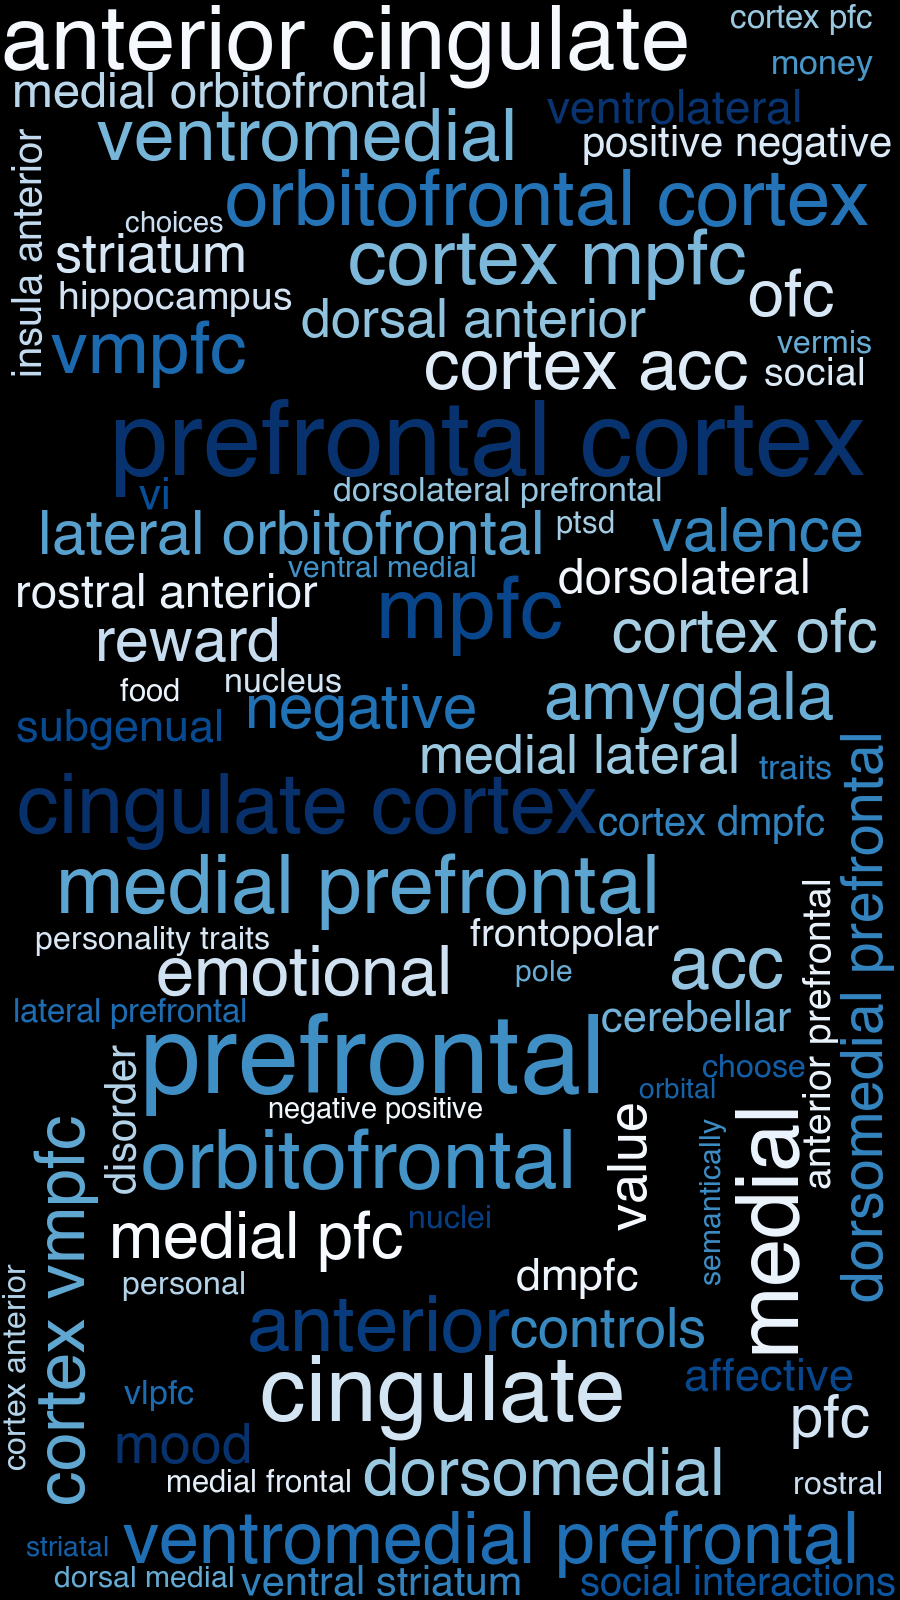 anterior cingulate
cortex pfc
money
medial orbitofrontal
ventrolateral
ventromedial
positive negative
insula anterior
orbitofrontal cortex
choices
striatum
cortex mpfc
hippocampus
ofc
dorsal anterior
vmpfc
vermis
cortex acc
social
prefrontal cortex
vi
dorsolateral prefrontal
lateral orbitofrontal
ptsd
valence
ventral medial
rostral anterior
mpfc
dorsolateral
reward
cortex ofc
food
nucleus
subgenual
negative
amygdala
medial lateral
traits
dorsomedial prefrontal
cingulate cortex
cortex dmpfc
medial prefrontal
personality traits
frontopolar
anterior prefrontal
emotional
pole
acc
lateral prefrontal
prefrontal
cerebellar
choose
orbital
disorder
negative positive
value
semantically
medial
cortex vmpfc
orbitofrontal
medial pfc
nuclei
personal
dmpfc
cortex anterior
anterior
controls
cingulate
affective
vlpfc
pfc
mood
medial frontal
dorsomedial
rostral
striatal
ventromedial prefrontal
dorsal medial
ventral striatum
social interactions